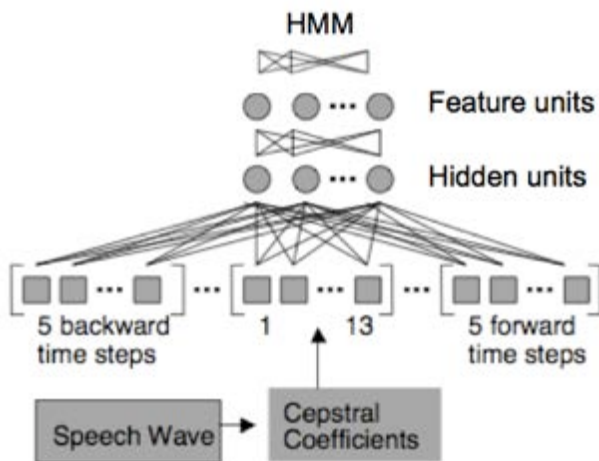 HMM
Feature units
Hidden units
5 backward
time steps
1
13
5 forward
time steps
Speech Wave
Cepstral
Coefficients